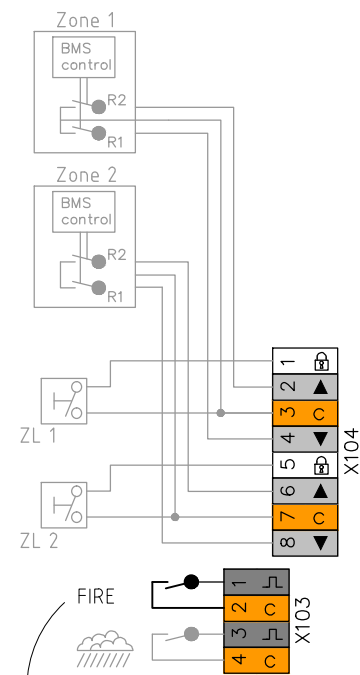 Zone 1
BMS
control
R2
R1
Zone 2
BMS
control
R2
R1
ZL 1
ZL 2
1
2
3 C
4
5
6
7 C
8
X104
FIRE
1
2 C
3
4 C
X103